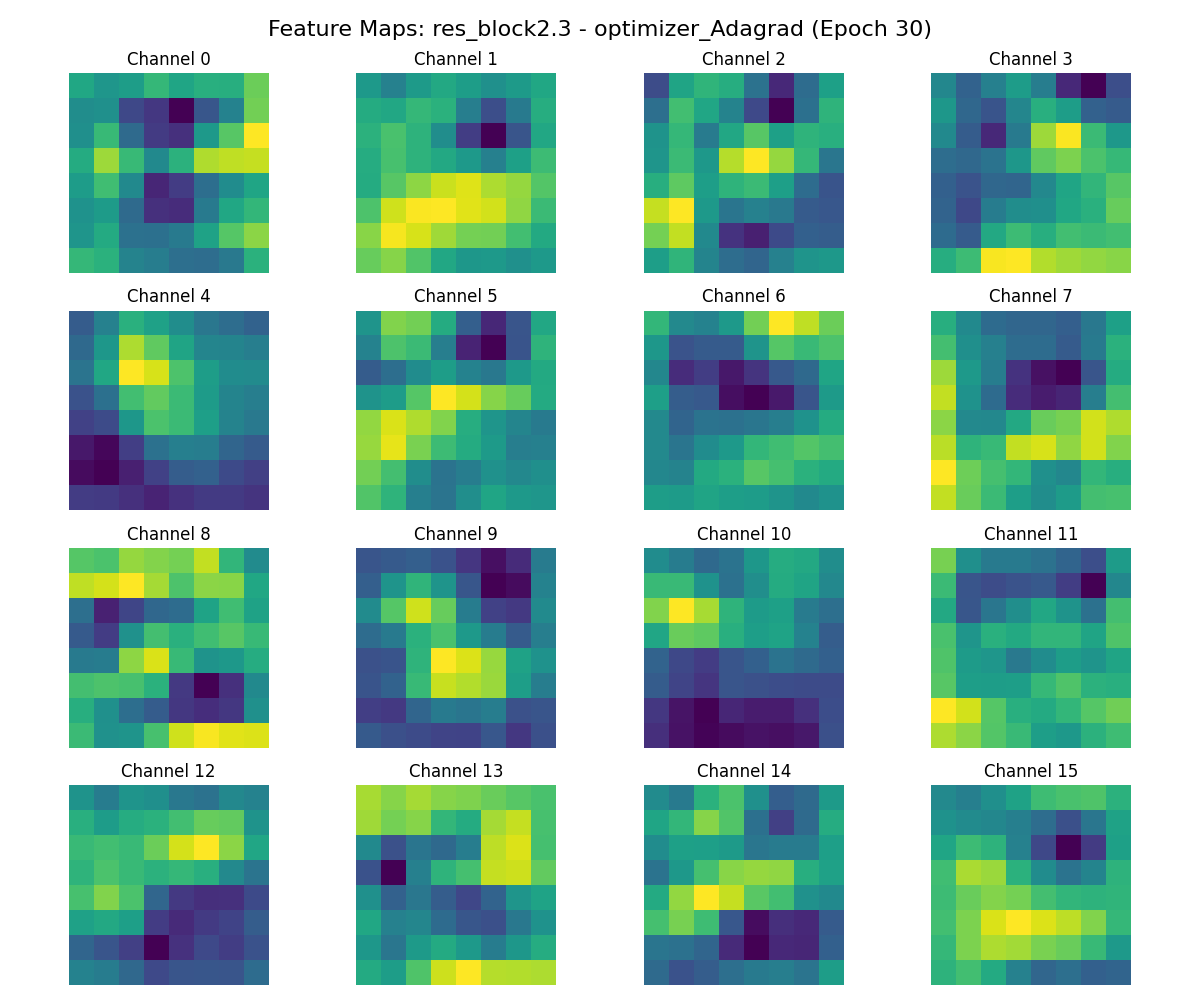 Feature Maps: res_block2.3 - optimizer_Adagrad (Epoch 30)
Channel 0
Channel 1
Channel 2
Channel 3
Channel 4
Channel 5
Channel 6
Channel 7
Channel 8
Channel 9
Channel 10
Channel 11
Channel 12
Channel 13
Channel 14
Channel 15